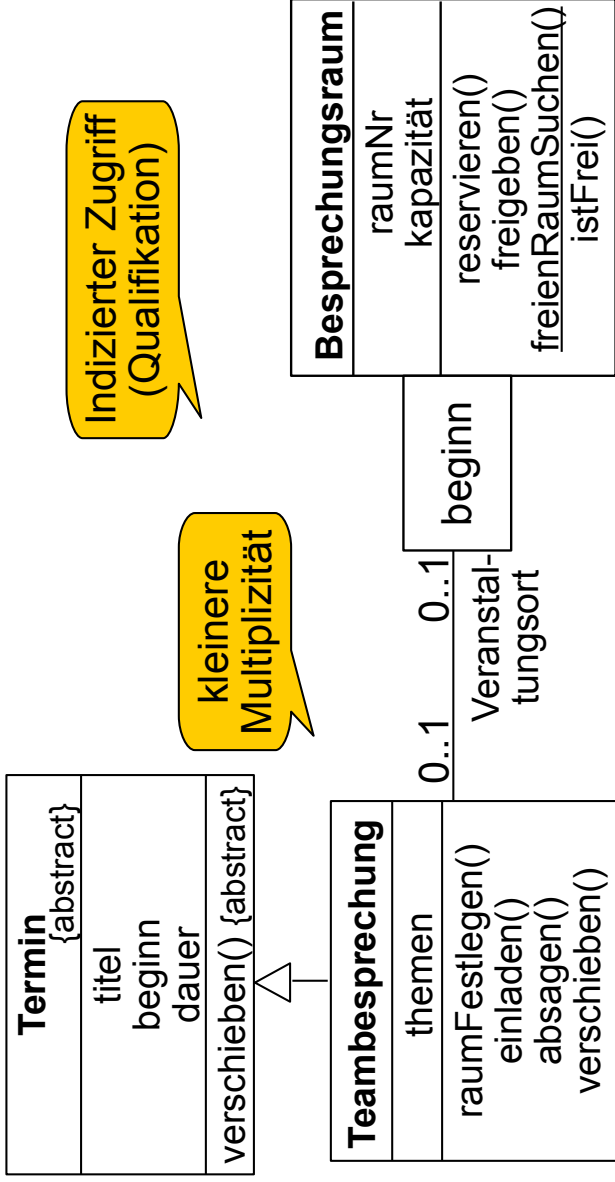 Termin
{abstract}
titel
beginn
dauer
verschieben() {abstract}
kleinere
Multiplizität
Indizierter Zugriff
(Qualifikation)
Teambesprechung
themen
raumFestlegen()
einladen()
absagen()
verschieben()
0..1
0..1
Veranstal-
tungsort
beginn
Besprechungsraum
raumNr
kapazität
reservieren()
freigeben()
freienRaumSuchen()
istFrei()